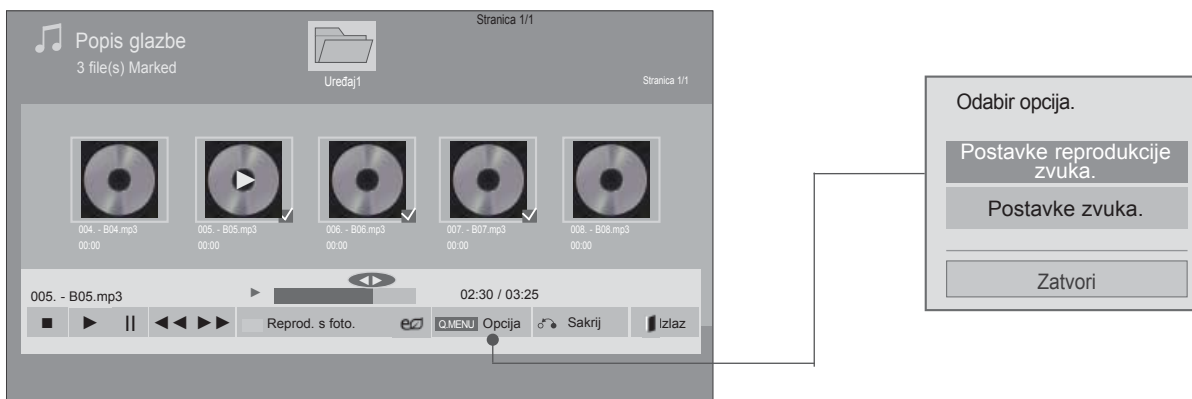 Stranica 1/1
Popis glazbe
3 file(s) Marked
Uređaj1
Stranica 1/1
004. - B04.mp3
00:00
005. - B05.mp3
00:00
006. - B06.mp3
00:00
007. - B07.mp3
00:00
008. - B08.mp3
00:00
005. - B05.mp3
02:30 / 03:25
Reprod. s foto.
Q.MENU Opcija
Sakrij
Izlaz
Odabir opcija.
Postavke reprodukcije
zvuka.
Postavke zvuka.
Zatvori